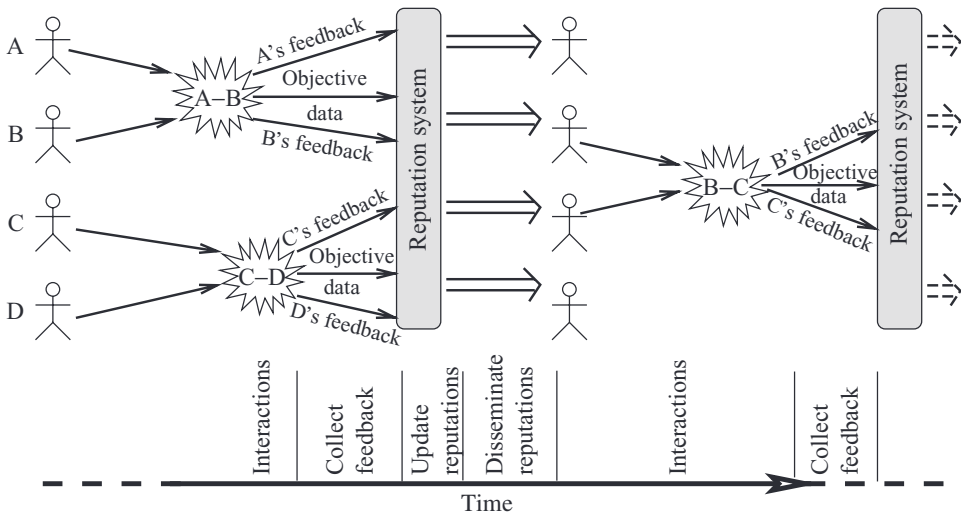 A
B
C
D
A–B
C–D
A's feedback
Objective
data
B's feedback
C's feedback
Objective
data
D's feedback
Reputation system
B–C
B's feedback
Objective
data
C's feedback
Reputation system
Interactions
Collect
feedback
Update
reputations
Disseminate
reputations
Interactions
Collect
feedback
Time